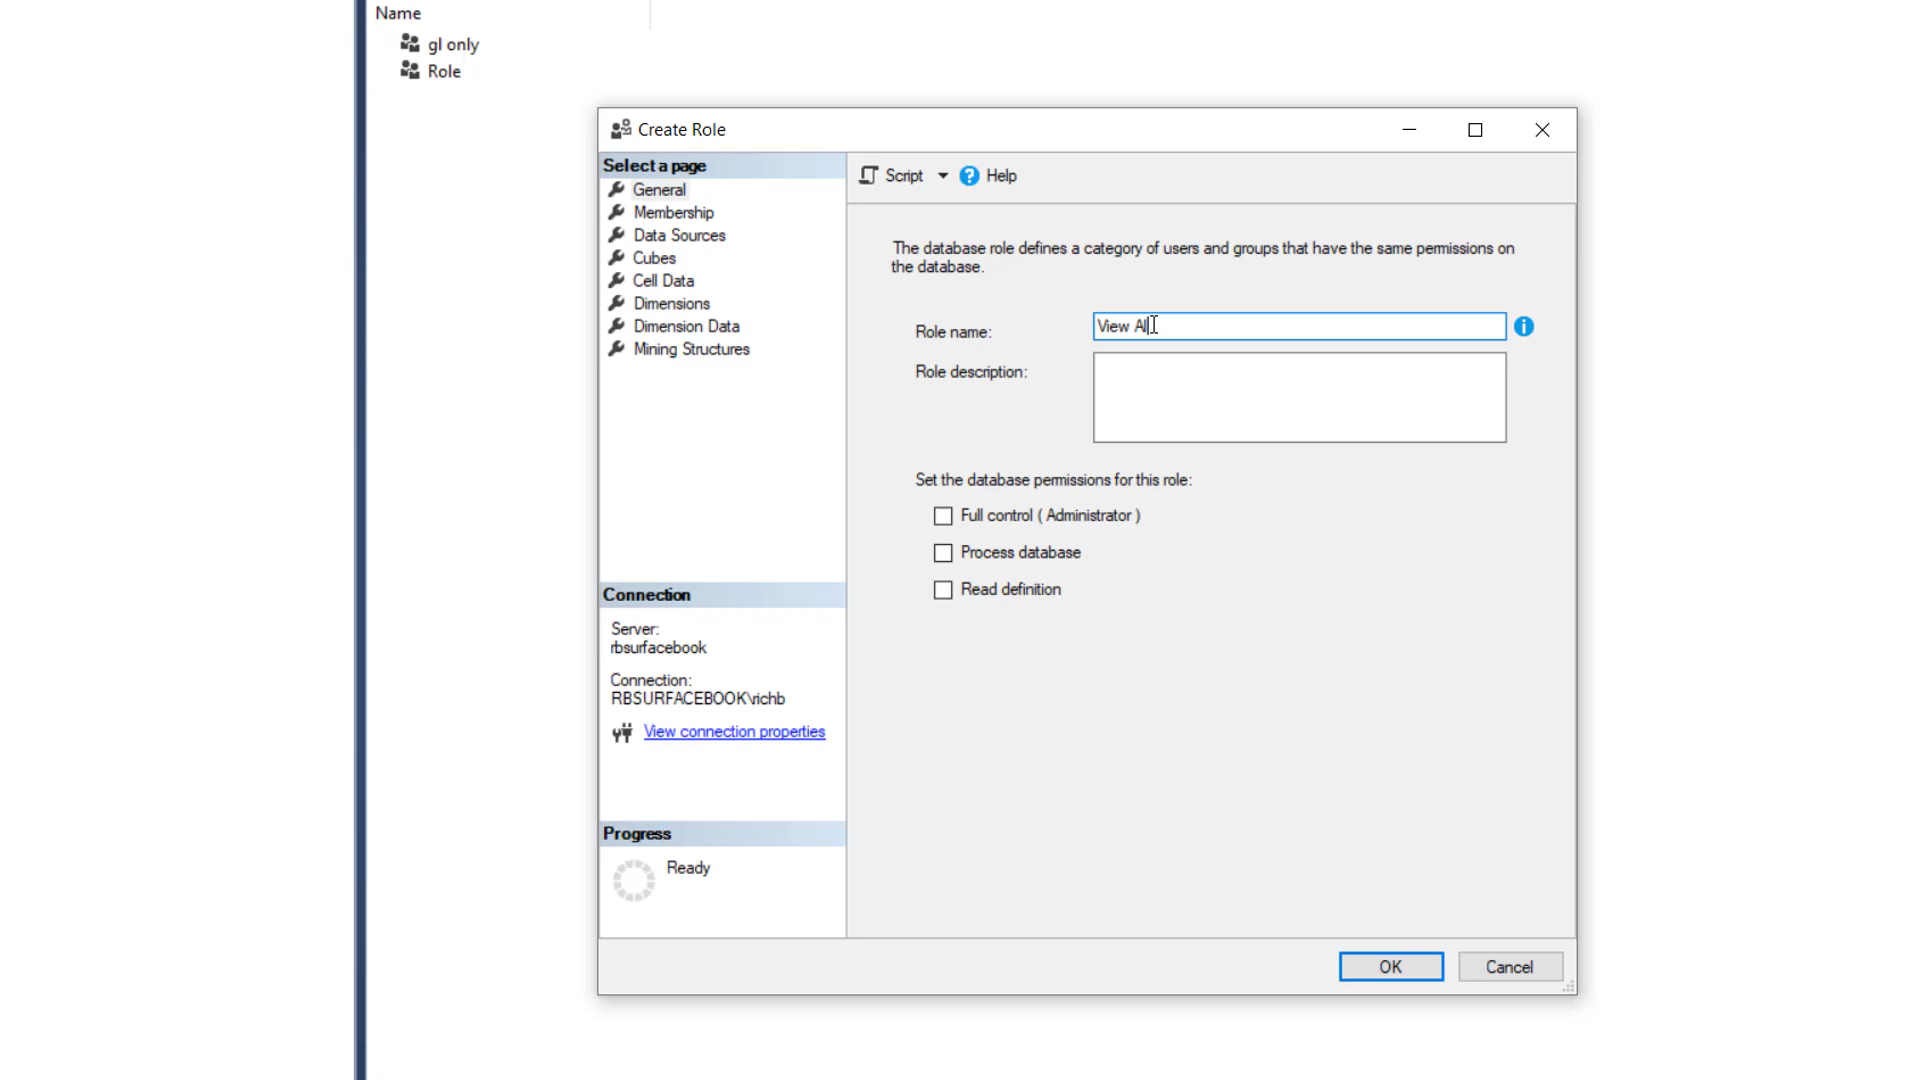 Name
gl only
Role
Create Role
Select a page
General
Membership
Data Sources
Cubes
Cell Data
Dimensions
Dimension Data
Mining Structures
Script
Help
The database role defines a category of users and groups that have the same permissions on
the database.
Role name:
View Al
Role description:
Set the database permissions for this role:
Full control ( Administrator )
Process database
Read definition
Connection
Server:
rbsurfacebook
Connection:
RBSURFACEBOOK\richb
View connection properties
Progress
Ready
OK
Cancel